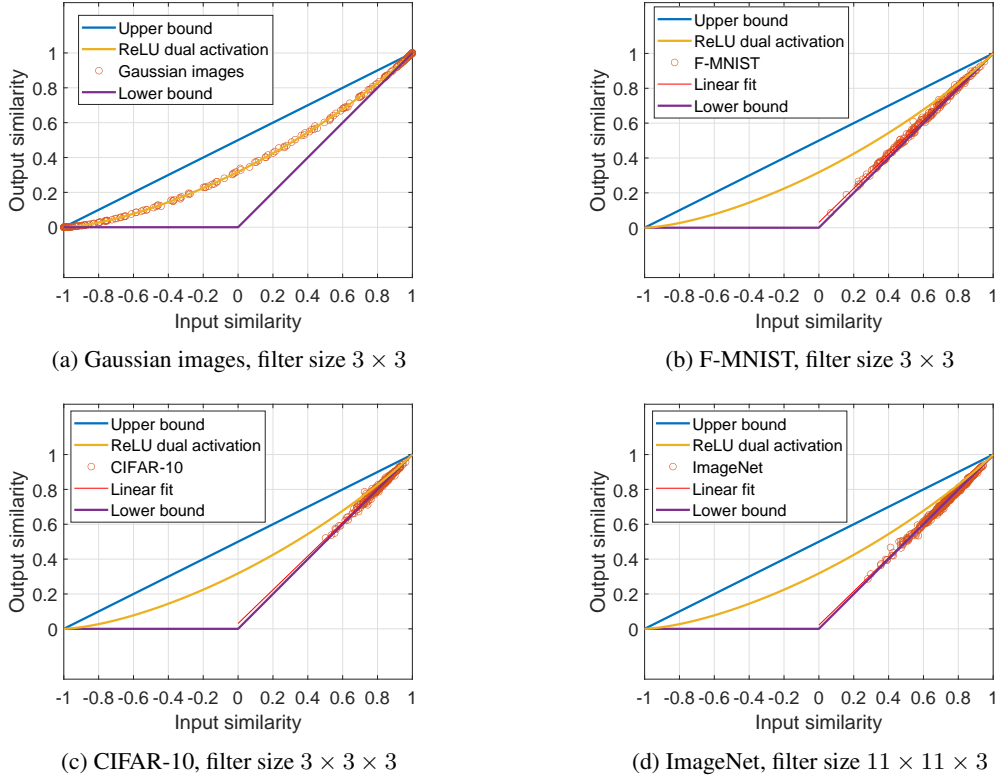 Upper bound
ReLU dual activation
Gaussian images
Lower bound
Output similarity
1
0.8
0.6
0.4
0.2
0
-1 -0.8 -0.6 -0.4 -0.2 0 0.2 0.4 0.6 0.8 1
Input similarity
(a) Gaussian images, filter size 3 × 3
Upper bound
ReLU dual activation
F-MNIST
Linear fit
Lower bound
Output similarity
1
0.8
0.6
0.4
0.2
0
-1 -0.8 -0.6 -0.4 -0.2 0 0.2 0.4 0.6 0.8 1
Input similarity
(b) F-MNIST, filter size 3 × 3
Upper bound
ReLU dual activation
CIFAR-10
Linear fit
Lower bound
Output similarity
1
0.8
0.6
0.4
0.2
0
-1 -0.8 -0.6 -0.4 -0.2 0 0.2 0.4 0.6 0.8 1
Input similarity
(c) CIFAR-10, filter size 3 × 3 × 3
Upper bound
ReLU dual activation
ImageNet
Linear fit
Lower bound
Output similarity
1
0.8
0.6
0.4
0.2
0
-1 -0.8 -0.6 -0.4 -0.2 0 0.2 0.4 0.6 0.8 1
Input similarity
(d) ImageNet, filter size 11 × 11 × 3